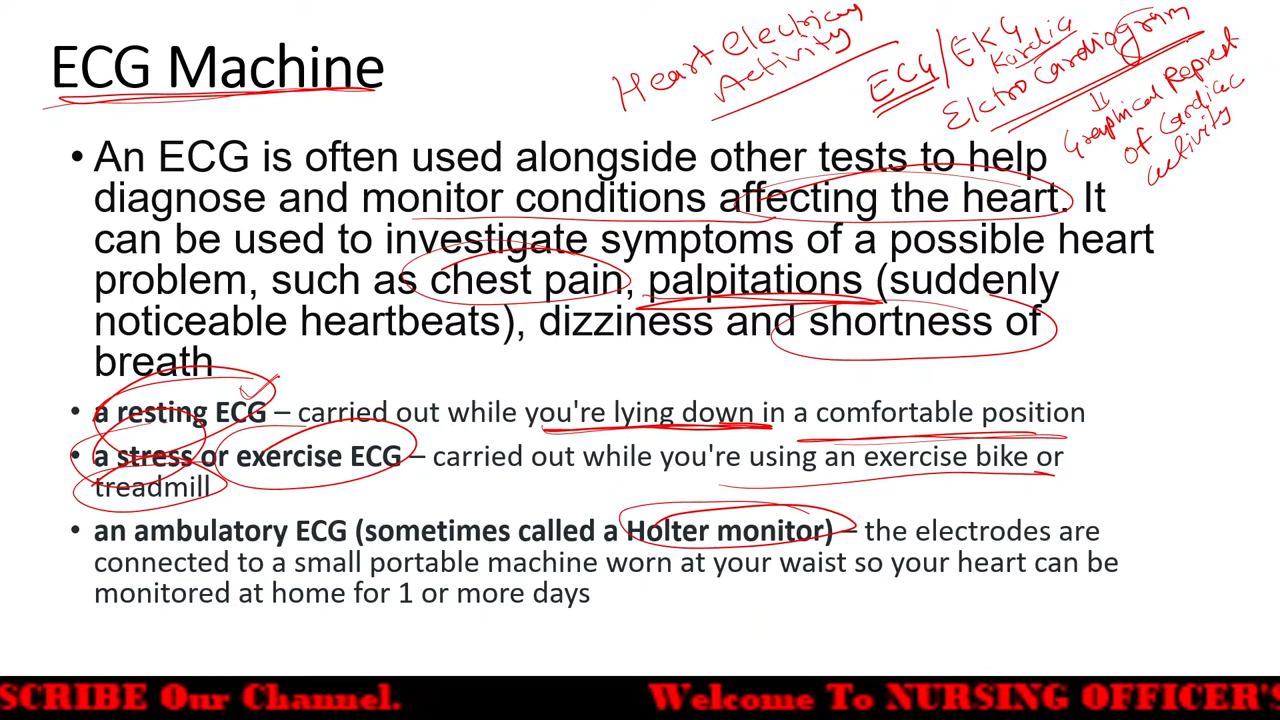 ECG Machine
Heart Electrical
Activity
ECG/EKG
Kardia
Elctro Cardiogram
Graphical Represt
of Cardiac
activity
• An ECG is often used alongside other tests to help
diagnose and monitor conditions affecting the heart. It
can be used to investigate symptoms of a possible heart
problem, such as chest pain, palpitations (suddenly
noticeable heartbeats), dizziness and shortness of
breath
• a resting ECG – carried out while you're lying down in a comfortable position
• a stress or exercise ECG – carried out while you're using an exercise bike or
treadmill
• an ambulatory ECG (sometimes called a Holter monitor) – the electrodes are
connected to a small portable machine worn at your waist so your heart can be
monitored at home for 1 or more days
SCRIBE Our Channel. Welcome To NURSING OFFICER'S